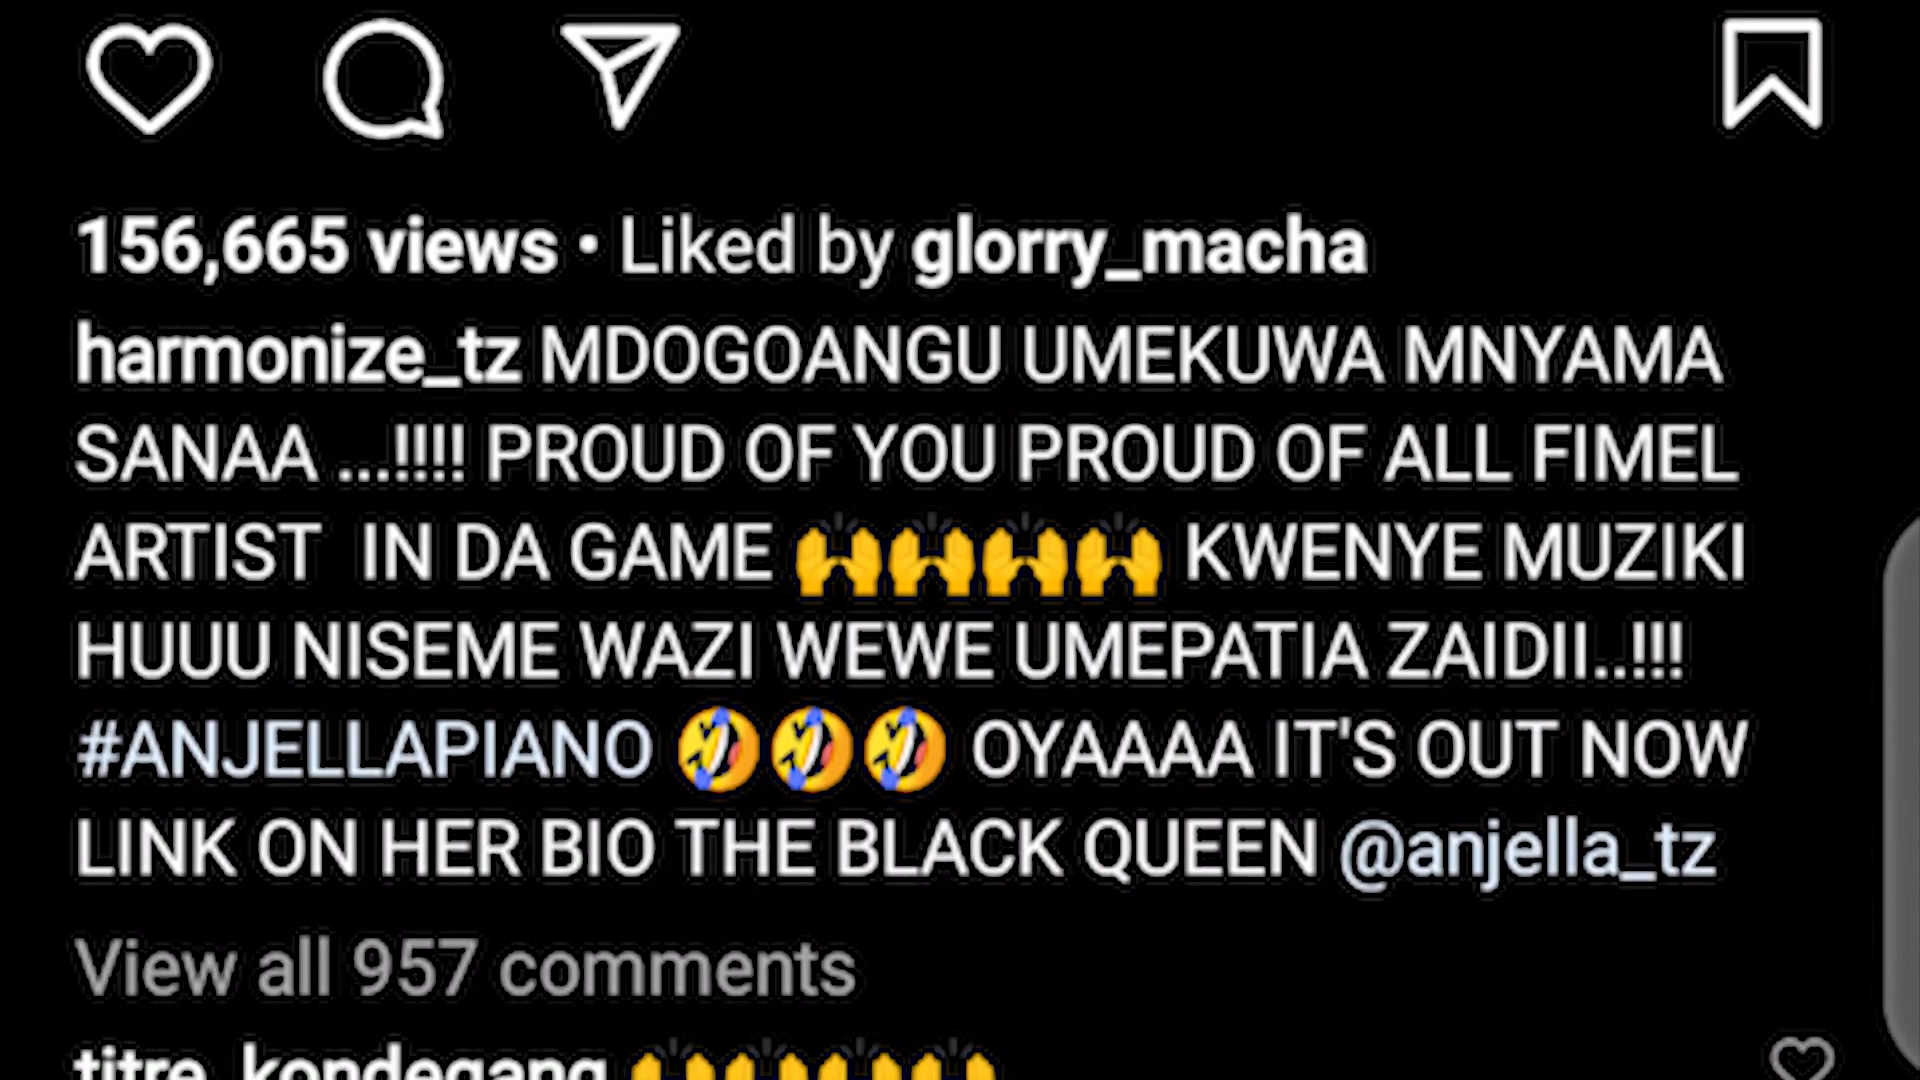 156,665 views • Liked by glorry_macha
harmonize_tz MDOGOANGU UMEKUWA MNYAMA
SANAA ...!!!! PROUD OF YOU PROUD OF ALL FIMEL
ARTIST  IN DA GAME 🙌🙌🙌🙌 KWENYE MUZIKI
HUUU NISEME WAZI WEWE UMEPATIA ZAIDII..!!!
#ANJELLAPIANO 🤣🤣🤣 OYAAAA IT'S OUT NOW
LINK ON HER BIO THE BLACK QUEEN @anjella_tz
View all 957 comments
titre_kondegang 🙌🙌🙌🙌